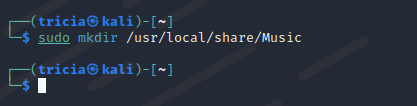 ┌──(tricia㉿kali)-[~]
└─$ sudo mkdir /usr/local/share/Music
┌──(tricia㉿kali)-[~]
└─$